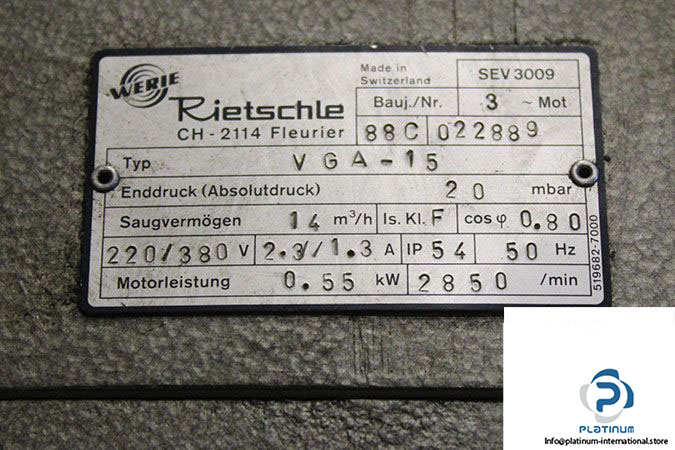 WERIE
Rietschle
CH - 2114 Fleurier
Made in
Switzerland
SEV 3009
Bauj./Nr. 3 ~ Mot
88C 022889
Typ VGA-15
Enddruck (Absolutdruck) 20 mbar
Saugvermögen 14 m³/h Is. Kl. F cos φ 0.80
220/380 V 2.3//1.3 A IP 54 50 Hz
Motorleistung 0.55 kW 2850 /min
519682-7000
PLATINUM
Info@platinum-international.store